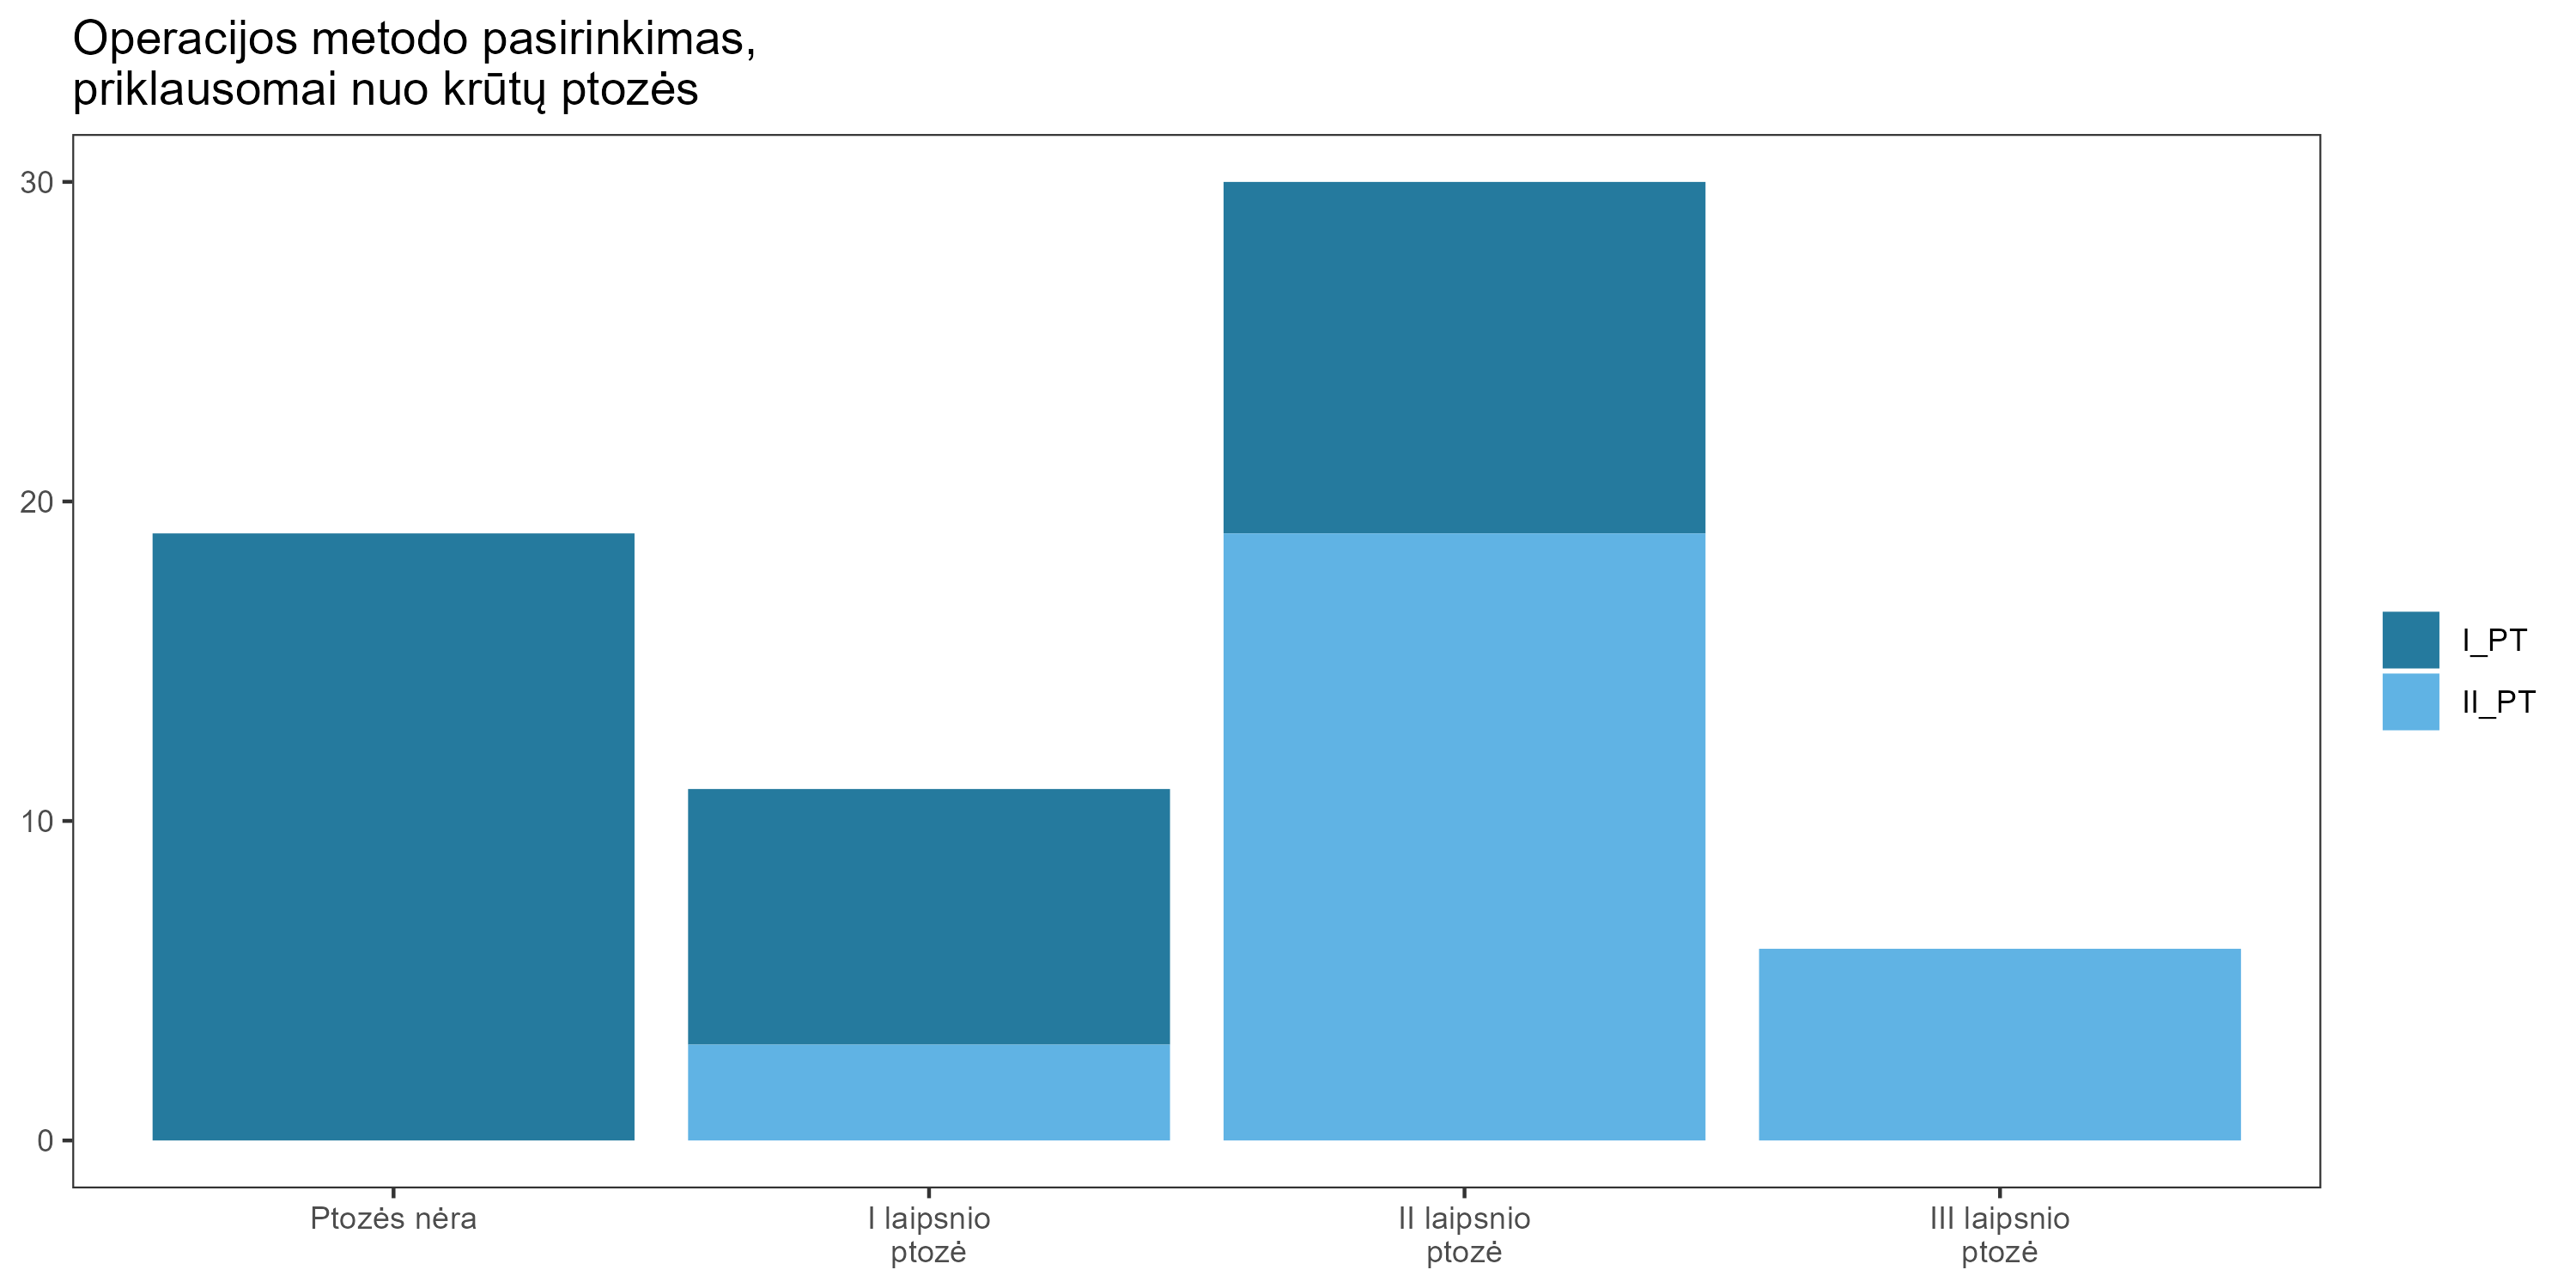 Operacijos metodo pasirinkimas,
priklausomai nuo krūtų ptozės
30
20
10
0
Ptozės nėra
I laipsnio
ptozė
II laipsnio
ptozė
III laipsnio
ptozė
I_PT
II_PT